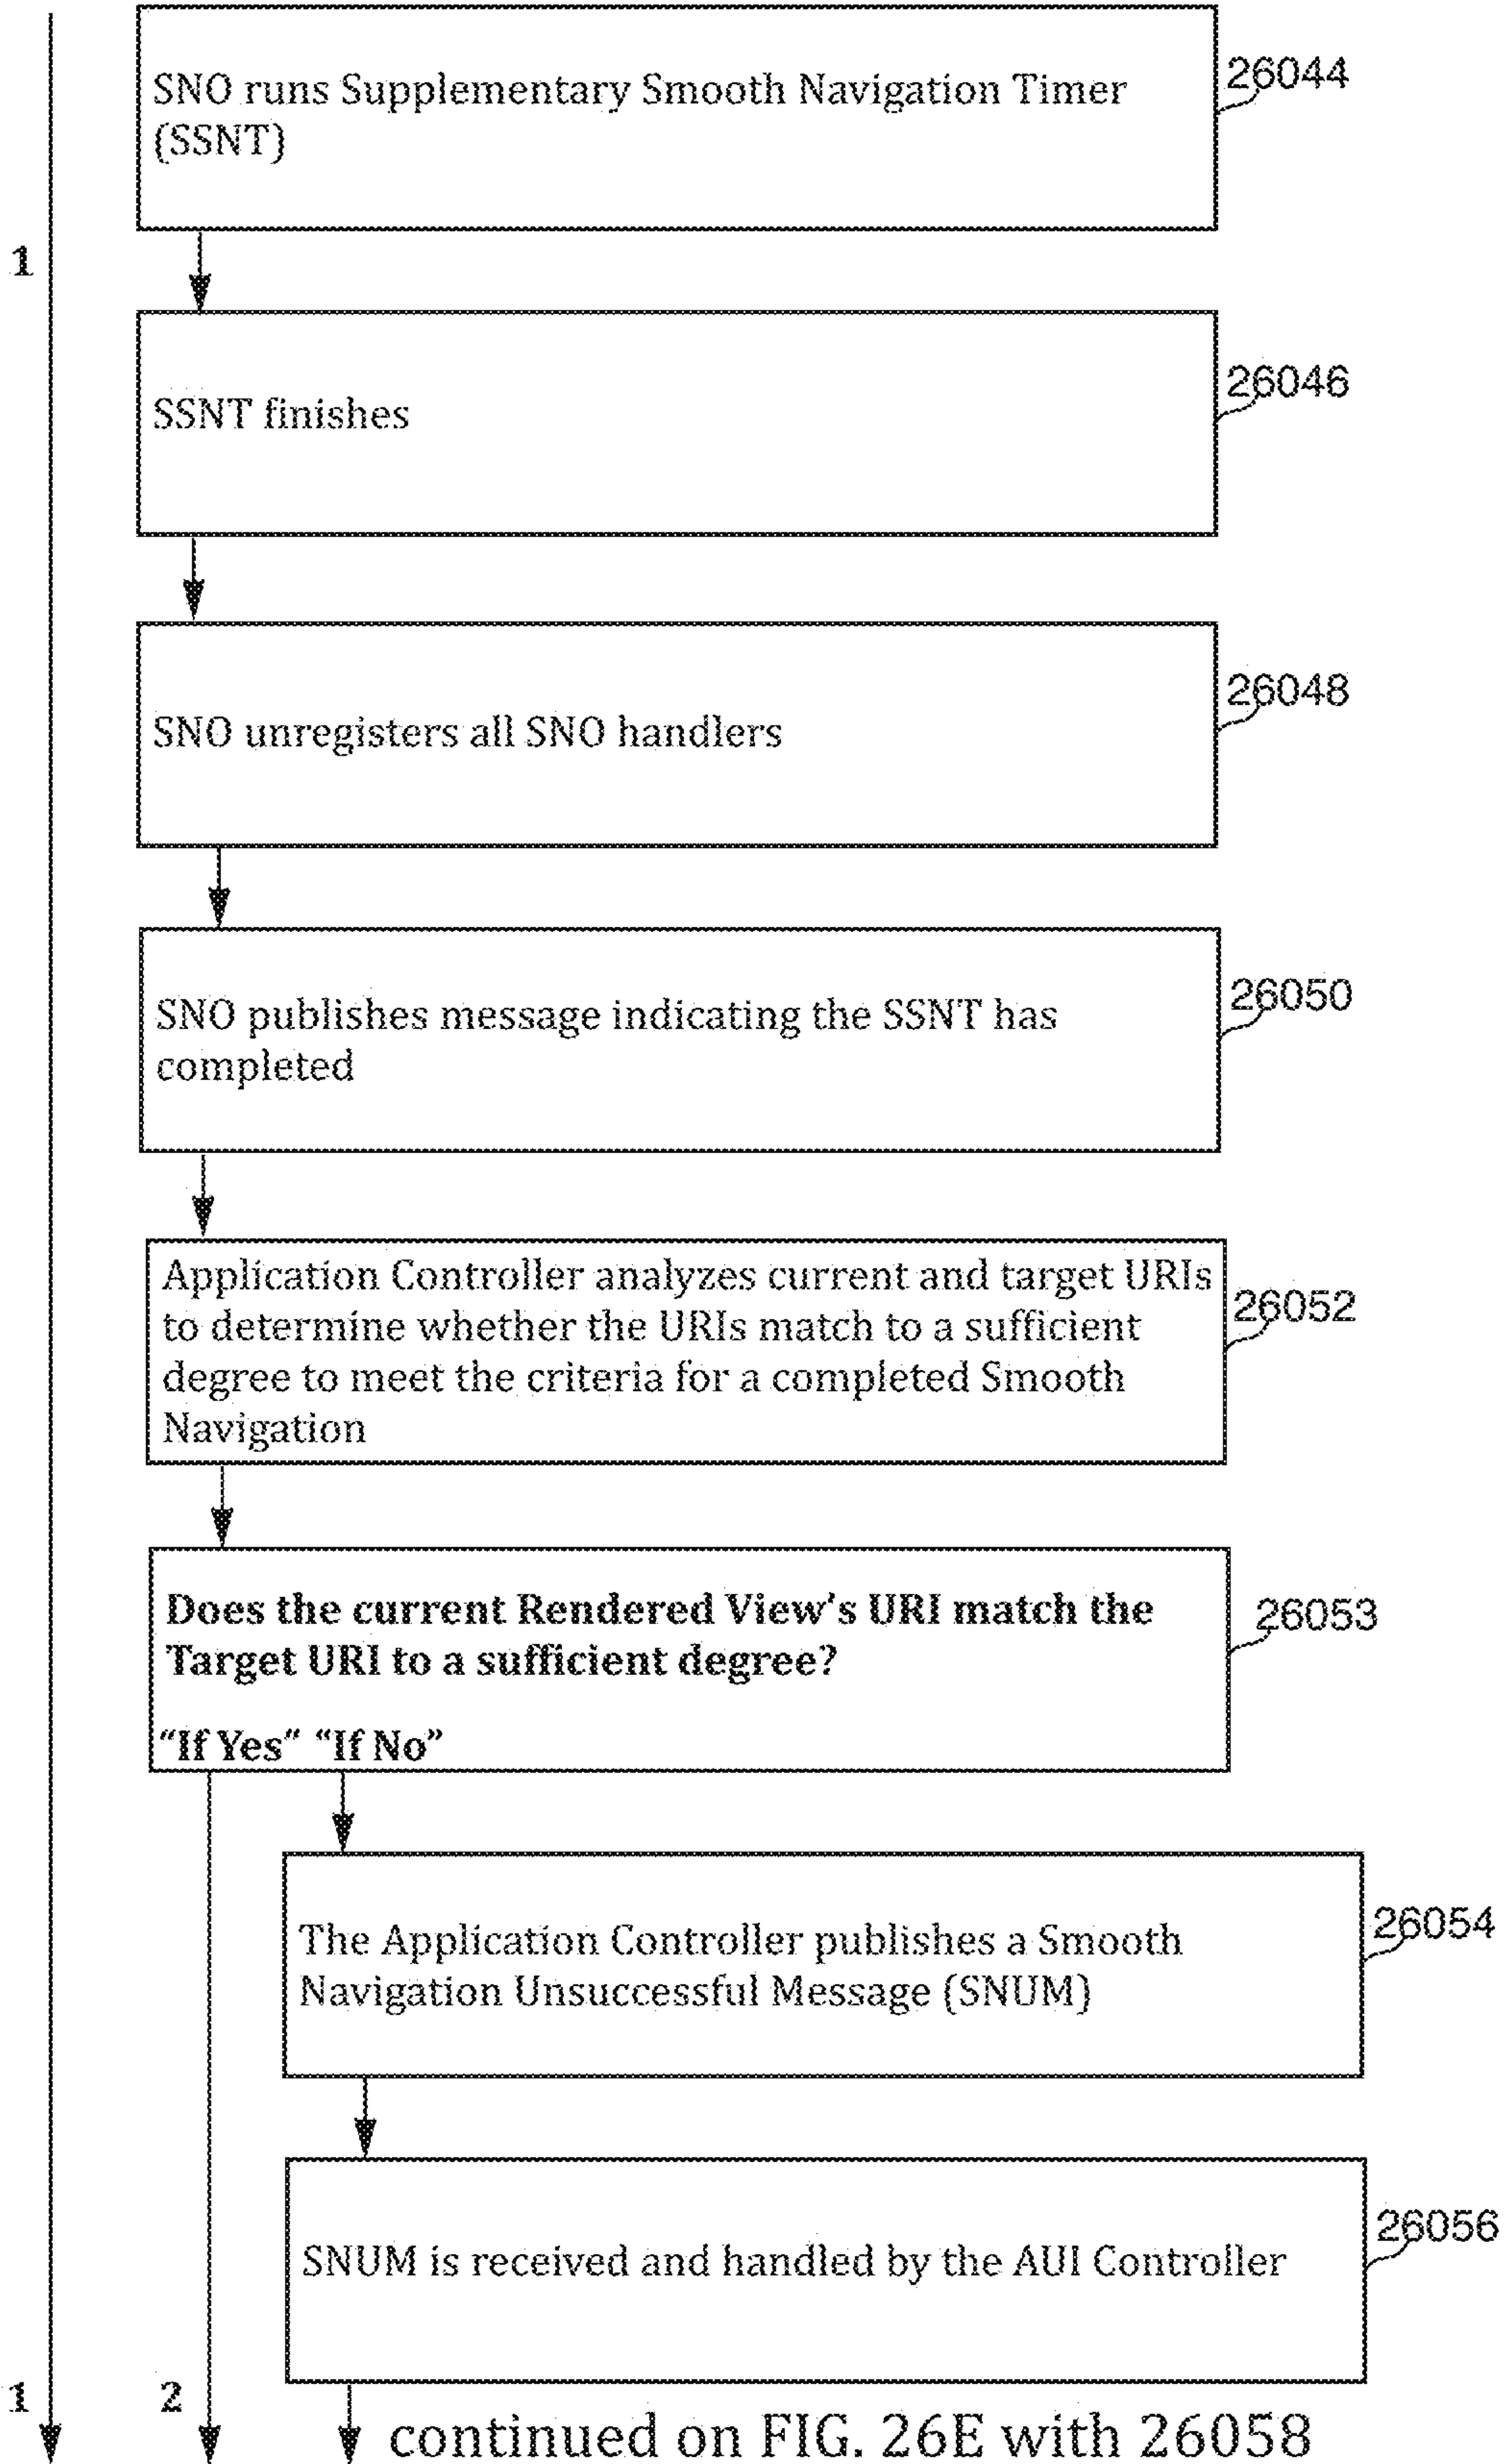 SNO runs Supplementary Smooth Navigation Timer
(SSNT)
26044
1
SSNT finishes
26046
SNO unregisters all SNO handlers
26048
SNO publishes message indicating the SSNT has
completed
26050
Application Controller analyzes current and target URIs
to determine whether the URIs match to a sufficient
degree to meet the criteria for a completed Smooth
Navigation
26052
Does the current Rendered View's URI match the
Target URI to a sufficient degree?
"If Yes" "If No"
26053
The Application Controller publishes a Smooth
Navigation Unsuccessful Message (SNUM)
26054
SNUM is received and handled by the AUI Controller
26056
1
2
continued on FIG. 26E with 26058